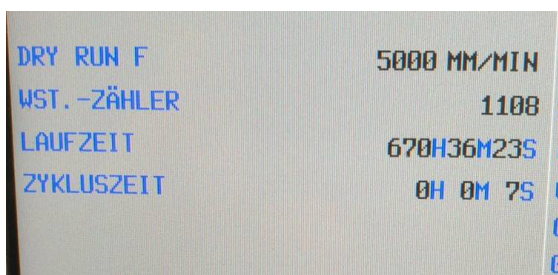 DRY RUN F 5000 MM/MIN
WST.-ZÄHLER 1108
LAUFZEIT 670H36M23S
ZYKLUSZEIT 0H 0M 7S